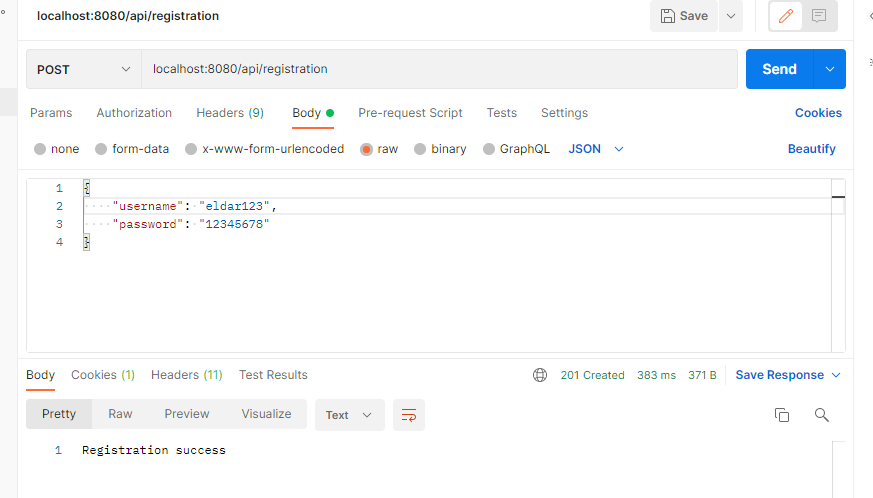 localhost:8080/api/registration
Save
POST
localhost:8080/api/registration
Send
Params Authorization Headers (9) Body Pre-request Script Tests Settings Cookies
none form-data x-www-form-urlencoded raw binary GraphQL JSON Beautify
1 {
2 "username": "eldar123",
3 "password": "12345678"
4 }
Body Cookies (1) Headers (11) Test Results 201 Created 383 ms 371 B Save Response
Pretty Raw Preview Visualize Text
1 Registration success